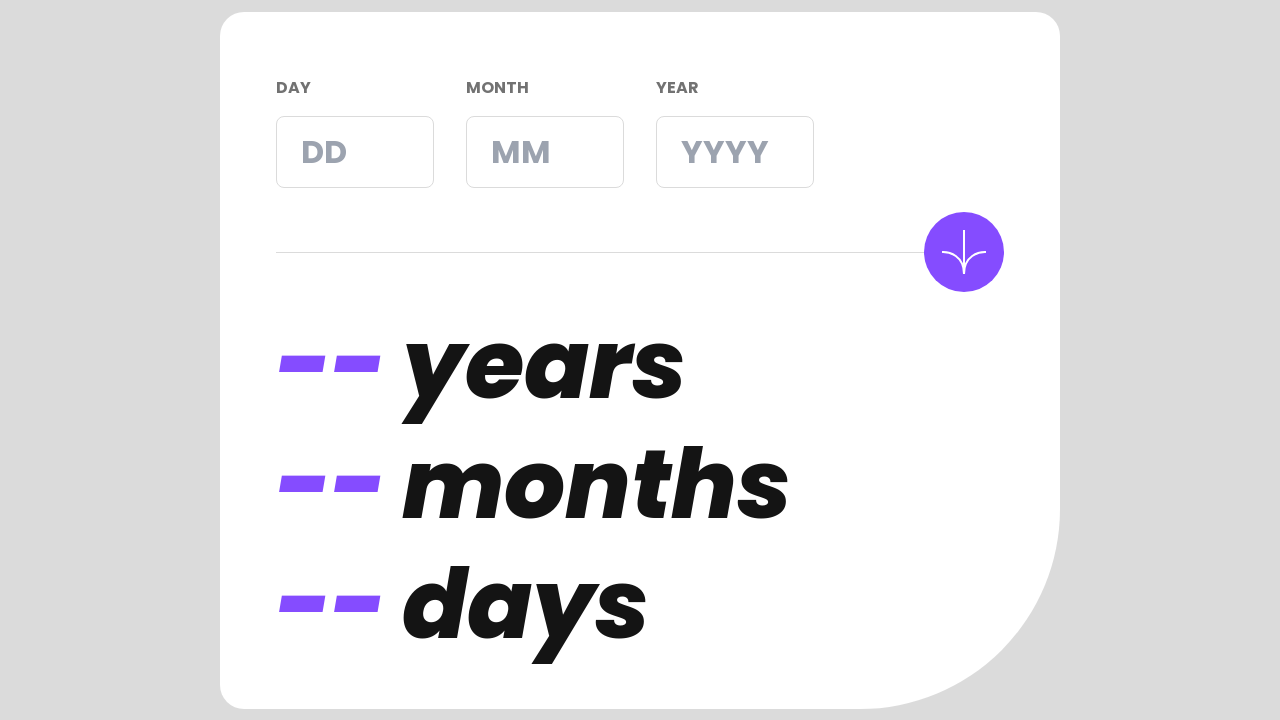 DAY MONTH YEAR
DD MM YYYY
-- years
-- months
-- days